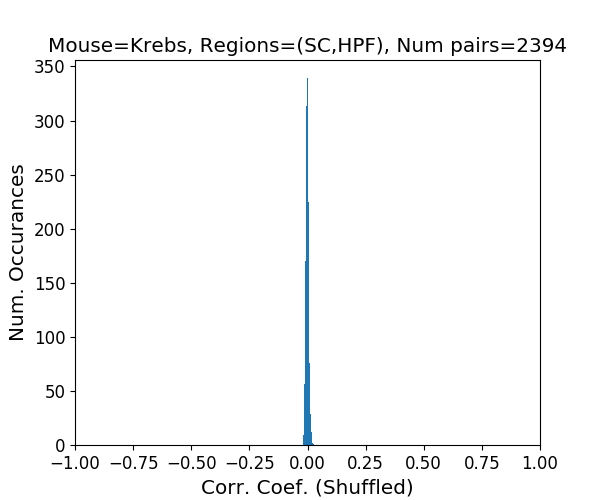 Mouse=Krebs, Regions=(SC,HPF), Num pairs=2394
350
300
250
200
150
100
50
0
Num. Occurances
−1.00 −0.75 −0.50 −0.25 0.00 0.25 0.50 0.75 1.00
Corr. Coef. (Shuffled)